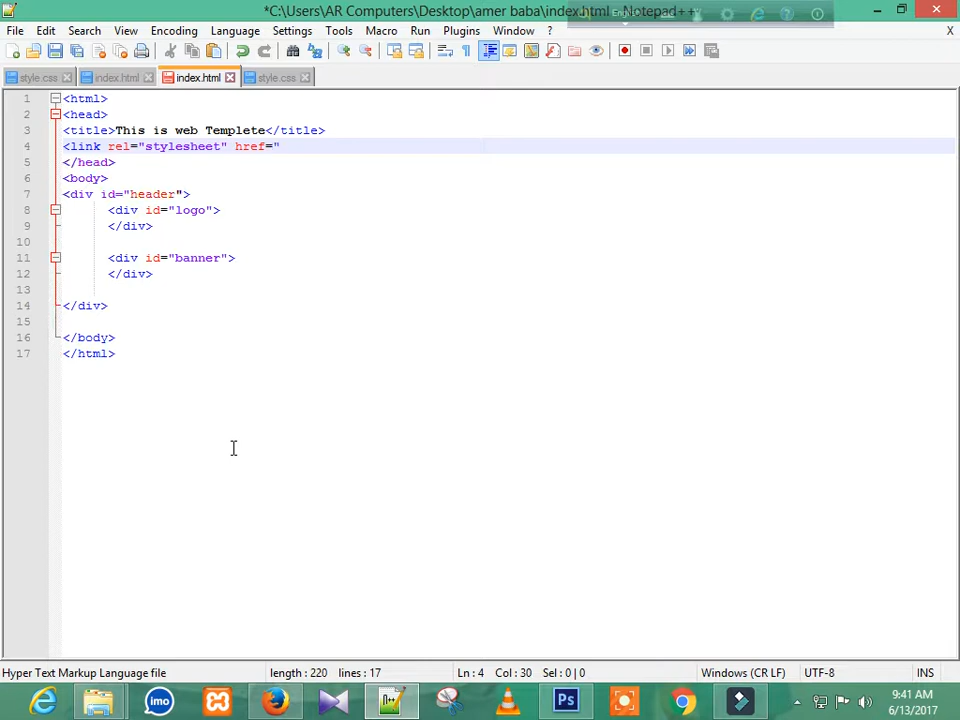 *C:\Users\AR Computers\Desktop\amer baba\index.html - Notepad++
File Edit Search View Encoding Language Settings Tools Macro Run Plugins Window ? X
style.css index.html index.html style.css
1 <html>
2 <head>
3 <title>This is web Templete</title>
4 <link rel="stylesheet" href="
5 </head>
6 <body>
7 <div id="header">
8 <div id="logo">
9 </div>
10
11 <div id="banner">
12 </div>
13
14 </div>
15
16 </body>
17 </html>
Hyper Text Markup Language file length : 220 lines : 17 Ln : 4 Col : 30 Sel : 0 | 0 Windows (CR LF) UTF-8 INS
imo Ps 9:41 AM
6/13/2017